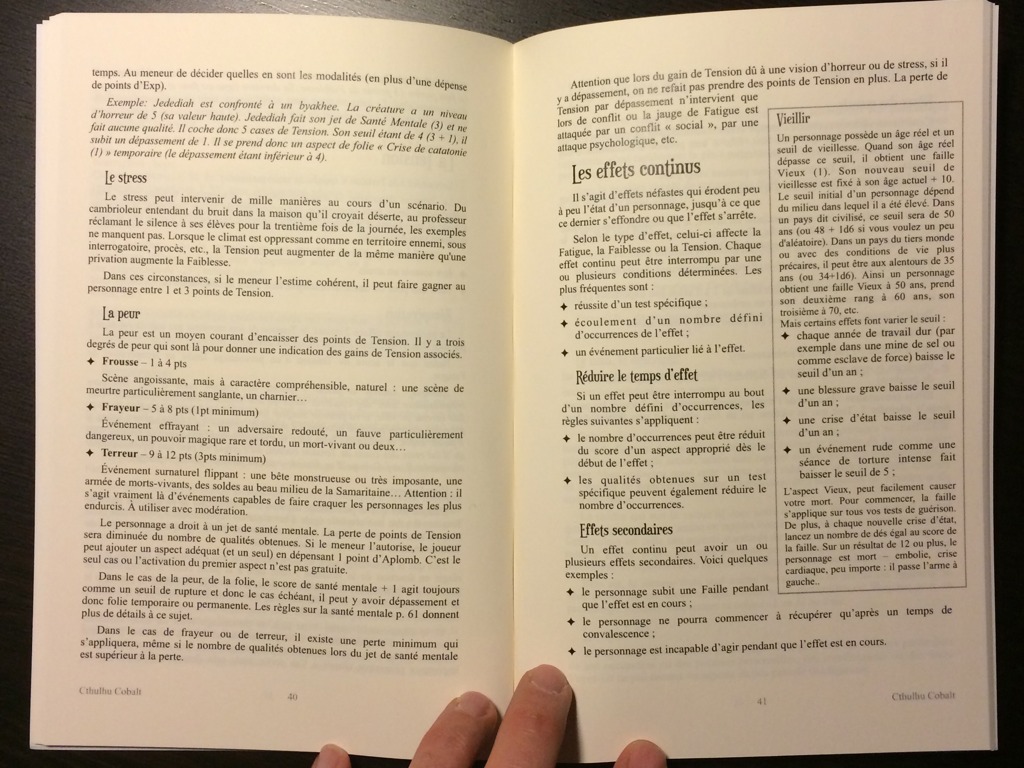 temps. Au meneur de décider quelles en sont les modalités (en plus d'une dépense
de points d'Exp).
Exemple: Jedediah est confronté à un byakhee. La créature a un niveau
d'horreur de 5 (sa valeur haute). Jedediah fait son jet de Santé Mentale (3) et ne
fait aucune qualité. Il coche donc 5 cases de Tension. Son seuil étant de 4 (3 + 1), il
subit un dépassement de 1. Il se prend donc un aspect de folie « Crise de catatonie
(1) » temporaire (le dépassement étant inférieur à 4).
Le stress
Le stress peut intervenir de mille manières au cours d'un scénario. Du
cambrioleur entendant du bruit dans la maison qu'il croyait déserte, au professeur
réclamant le silence à ses élèves pour la trentième fois de la journée, les exemples
ne manquent pas. Lorsque le climat est oppressant comme en territoire ennemi, sous
interrogatoire, procès, etc., la Tension peut augmenter de la même manière qu'une
privation augmente la Faiblesse.
Dans ces circonstances, si le meneur l'estime cohérent, il peut faire gagner au
personnage entre 1 et 3 points de Tension.
La peur
La peur est un moyen courant d'encaisser des points de Tension. Il y a trois
degrés de peur qui sont là pour donner une indication des gains de Tension associés.
✦ Frousse – 1 à 4 pts
Scène angoissante, mais à caractère compréhensible, naturel : une scène de
meurtre particulièrement sanglante, un charnier…
✦ Frayeur – 5 à 8 pts (1pt minimum)
Événement effrayant : un adversaire redouté, un fauve particulièrement
dangereux, un pouvoir magique rare et tordu, un mort-vivant ou deux…
✦ Terreur – 9 à 12 pts (3pts minimum)
Événement surnaturel flippant : une bête monstrueuse ou très imposante, une
armée de morts-vivants, des soldes au beau milieu de la Samaritaine… Attention : il
s'agit vraiment là d'événements capables de faire craquer les personnages les plus
endurcis. À utiliser avec modération.
Le personnage a droit à un jet de santé mentale. La perte de points de Tension
sera diminuée du nombre de qualités obtenues. Si le meneur l'autorise, le joueur
peut ajouter un aspect adéquat (et un seul) en dépensant 1 point d'Aplomb. C'est le
seul cas ou l'activation du premier aspect n'est pas gratuite.
Dans le cas de la peur, de la folie, le score de santé mentale + 1 agit toujours
comme un seuil de rupture et donc le cas échéant, il peut y avoir dépassement et
donc folie temporaire ou permanente. Les règles sur la santé mentale p. 61 donnent
plus de détails à ce sujet.
Dans le cas de frayeur ou de terreur, il existe une perte minimum qui
s'appliquera, même si le nombre de qualités obtenues lors du jet de santé mentale
est supérieur à la perte.
Cthulhu Cobalt
40
Attention que lors du gain de Tension dû à une vision d'horreur ou de stress, si il
y a dépassement, on ne refait pas prendre des points de Tension en plus. La perte de
Tension par dépassement n'intervient que
lors de conflit ou la jauge de Fatigue est
attaquée par un conflit « social », par une
attaque psychologique, etc.
Les effets continus
Il s'agit d'effets néfastes qui érodent peu
à peu l'état d'un personnage, jusqu'à ce que
ce dernier s'effondre ou que l'effet s'arrête.
Selon le type d'effet, celui-ci affecte la
Fatigue, la Faiblesse ou la Tension. Chaque
effet continu peut être interrompu par une
ou plusieurs conditions déterminées. Les
plus fréquentes sont :
✦ réussite d'un test spécifique ;
✦ écoulement d'un nombre défini
d'occurrences de l'effet ;
✦ un événement particulier lié à l'effet.
Réduire le temps d'effet
Si un effet peut être interrompu au bout
d'un nombre défini d'occurrences, les
règles suivantes s'appliquent :
✦ le nombre d'occurrences peut être réduit
du score d'un aspect approprié dès le
début de l'effet ;
✦ les qualités obtenues sur un test
spécifique peuvent également réduire le
nombre d'occurrences.
Effets secondaires
Un effet continu peut avoir un ou
plusieurs effets secondaires. Voici quelques
exemples :
✦ le personnage subit une Faille pendant
que l'effet est en cours ;
✦ le personnage ne pourra commencer à récupérer qu'après un temps de
convalescence ;
✦ le personnage est incapable d'agir pendant que l'effet est en cours.
Vieillir
Un personnage possède un âge réel et un
seuil de vieillesse. Quand son âge réel
dépasse ce seuil, il obtient une faille
Vieux (1). Son nouveau seuil de
vieillesse est fixé à son âge actuel + 10.
Le seuil initial d'un personnage dépend
du milieu dans lequel il a été élevé. Dans
un pays dit civilisé, ce seuil sera de 50
ans (ou 48 + 1d6 si vous voulez un peu
d'aléatoire). Dans un pays du tiers monde
ou avec des conditions de vie plus
précaires, il peut être aux alentours de 35
ans (ou 34+1d6). Ainsi un personnage
obtient une faille Vieux à 50 ans, prend
son deuxième rang à 60 ans, son
troisième à 70, etc.
Mais certains effets font varier le seuil :
✦ chaque année de travail dur (par
exemple dans une mine de sel ou
comme esclave de force) baisse le
seuil d'un an ;
✦ une blessure grave baisse le seuil
d'un an ;
✦ une crise d'état baisse le seuil
d'un an ;
✦ un événement rude comme une
séance de torture intense fait
baisser le seuil de 5 ;
L'aspect Vieux, peut facilement causer
votre mort. Pour commencer, la faille
s'applique sur tous vos tests de guérison.
De plus, à chaque nouvelle crise d'état,
lancez un nombre de dés égal au score de
la faille. Sur un résultat de 12 ou plus, le
personnage est mort – embolie, crise
cardiaque, peu importe : il passe l'arme à
gauche..
41
Cthulhu Cobalt